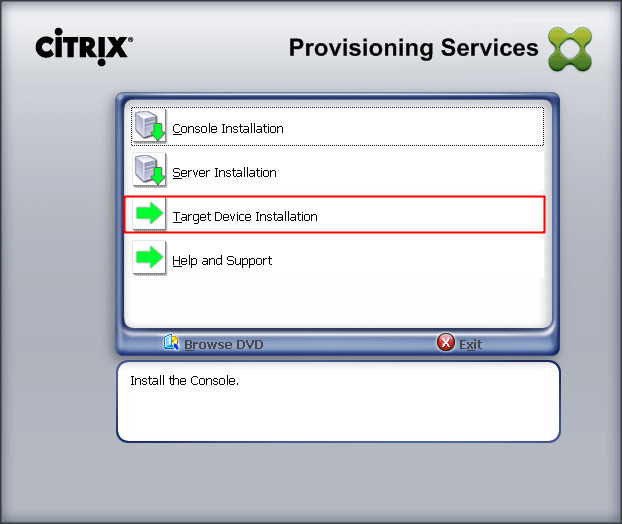 CITRIX®
Provisioning Services
Console Installation
Server Installation
Target Device Installation
Help and Support
Browse DVD
Exit
Install the Console.